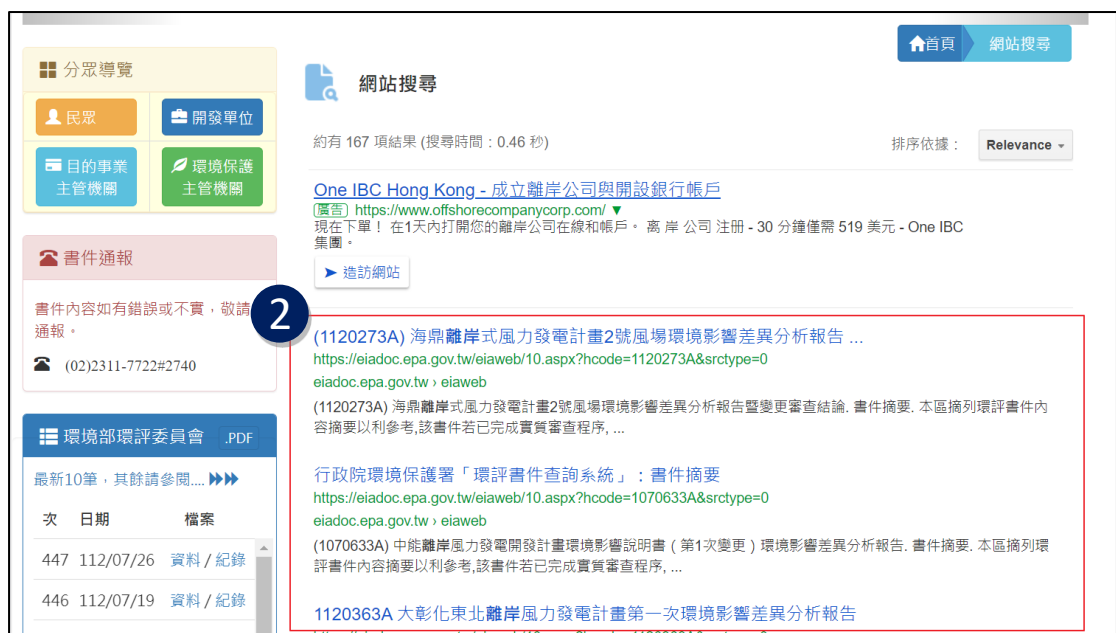 首頁 網站搜尋
分眾導覽
民眾
開發單位
目的事業
主管機關
環境保護
主管機關
書件通報
書件內容如有錯誤或不實，敬請
通報。
(02)2311-7722#2740
環境部環評委員會 .PDF
最新10筆，其餘請參閱....
次 日期 檔案
447 112/07/26 資料 / 紀錄
446 112/07/19 資料 / 紀錄
網站搜尋
約有 167 項結果 (搜尋時間：0.46 秒)
排序依據： Relevance
One IBC Hong Kong - 成立離岸公司與開設銀行帳戶
廣告 https://www.offshorecompanycorp.com/ ▼
現在下單！ 在1天內打開您的離岸公司在線和帳戶。 离 岸 公司 注册 - 30 分鐘僅需 519 美元 - One IBC
集團。
造訪網站
2
(1120273A) 海鼎離岸式風力發電計畫2號風場環境影響差異分析報告 ...
https://eiadoc.epa.gov.tw/eiaweb/10.aspx?hcode=1120273A&srctype=0
eiadoc.epa.gov.tw › eiaweb
(1120273A) 海鼎離岸式風力發電計畫2號風場環境影響差異分析報告暨變更審查結論. 書件摘要. 本區摘列環評書件內
容摘要以利參考,該書件若已完成實質審查程序, ...
行政院環境保護署「環評書件查詢系統」：書件摘要
https://eiadoc.epa.gov.tw/eiaweb/10.aspx?hcode=1070633A&srctype=0
eiadoc.epa.gov.tw › eiaweb
(1070633A) 中能離岸風力發電開發計畫環境影響說明書 ( 第1次變更 ) 環境影響差異分析報告. 書件摘要. 本區摘列環
評書件內容摘要以利參考,該書件若已完成實質審查程序, ...
1120363A 大彰化東北離岸風力發電計畫第一次環境影響差異分析報告